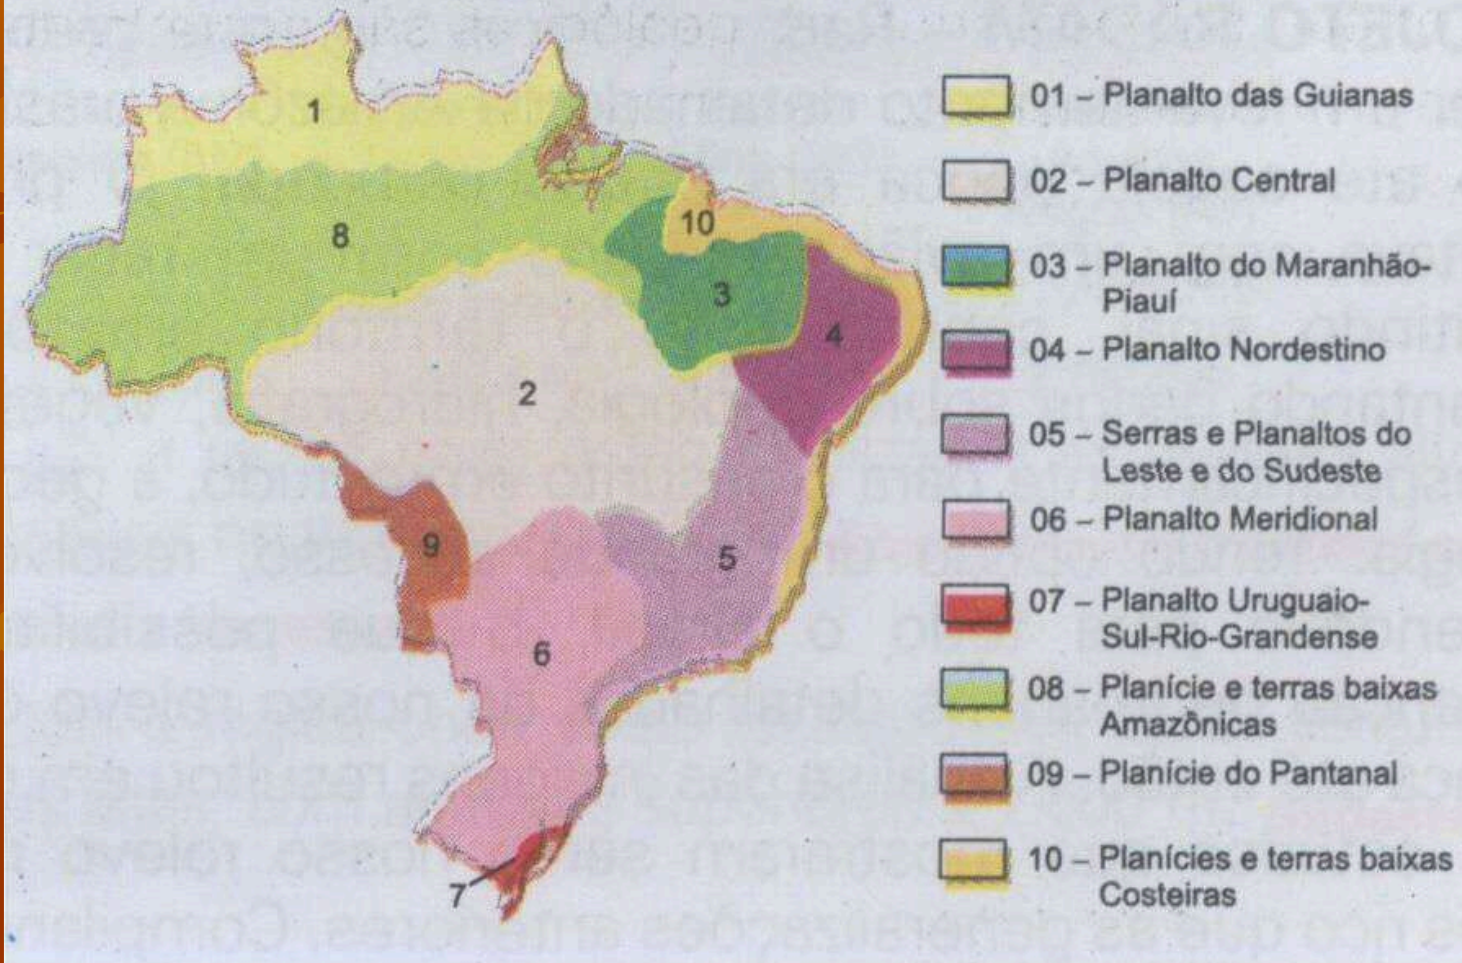 1
10
8
3
4
2
9
5
6
7
01 – Planalto das Guianas
02 – Planalto Central
03 – Planalto do Maranhão-
Piauí
04 – Planalto Nordestino
05 – Serras e Planaltos do
Leste e do Sudeste
06 – Planalto Meridional
07 – Planalto Uruguaio-
Sul-Rio-Grandense
08 – Planície e terras baixas
Amazônicas
09 – Planície do Pantanal
10 – Planícies e terras baixas
Costeiras